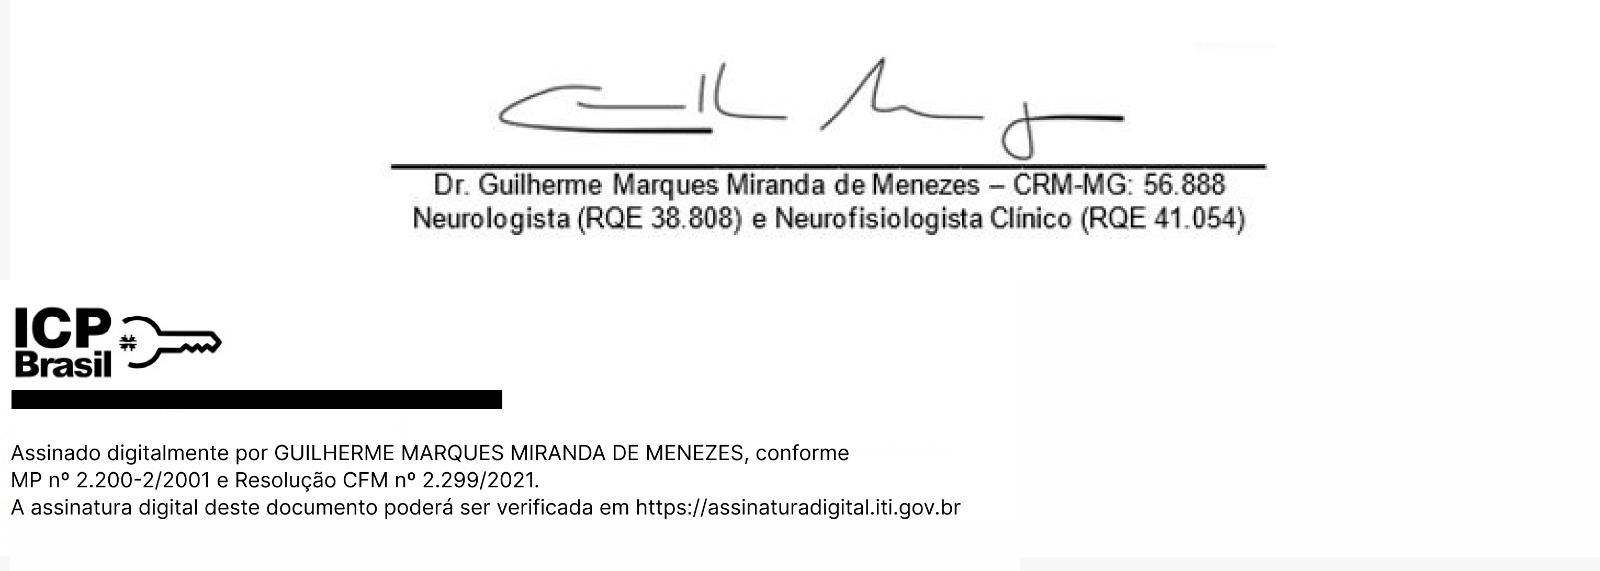 Dr. Guilherme Marques Miranda de Menezes – CRM-MG: 56.888
Neurologista (RQE 38.808) e Neurofisiologista Clínico (RQE 41.054)
ICP
Brasil
Assinado digitalmente por GUILHERME MARQUES MIRANDA DE MENEZES, conforme
MP nº 2.200-2/2001 e Resolução CFM nº 2.299/2021.
A assinatura digital deste documento poderá ser verificada em https://assinaturadigital.iti.gov.br